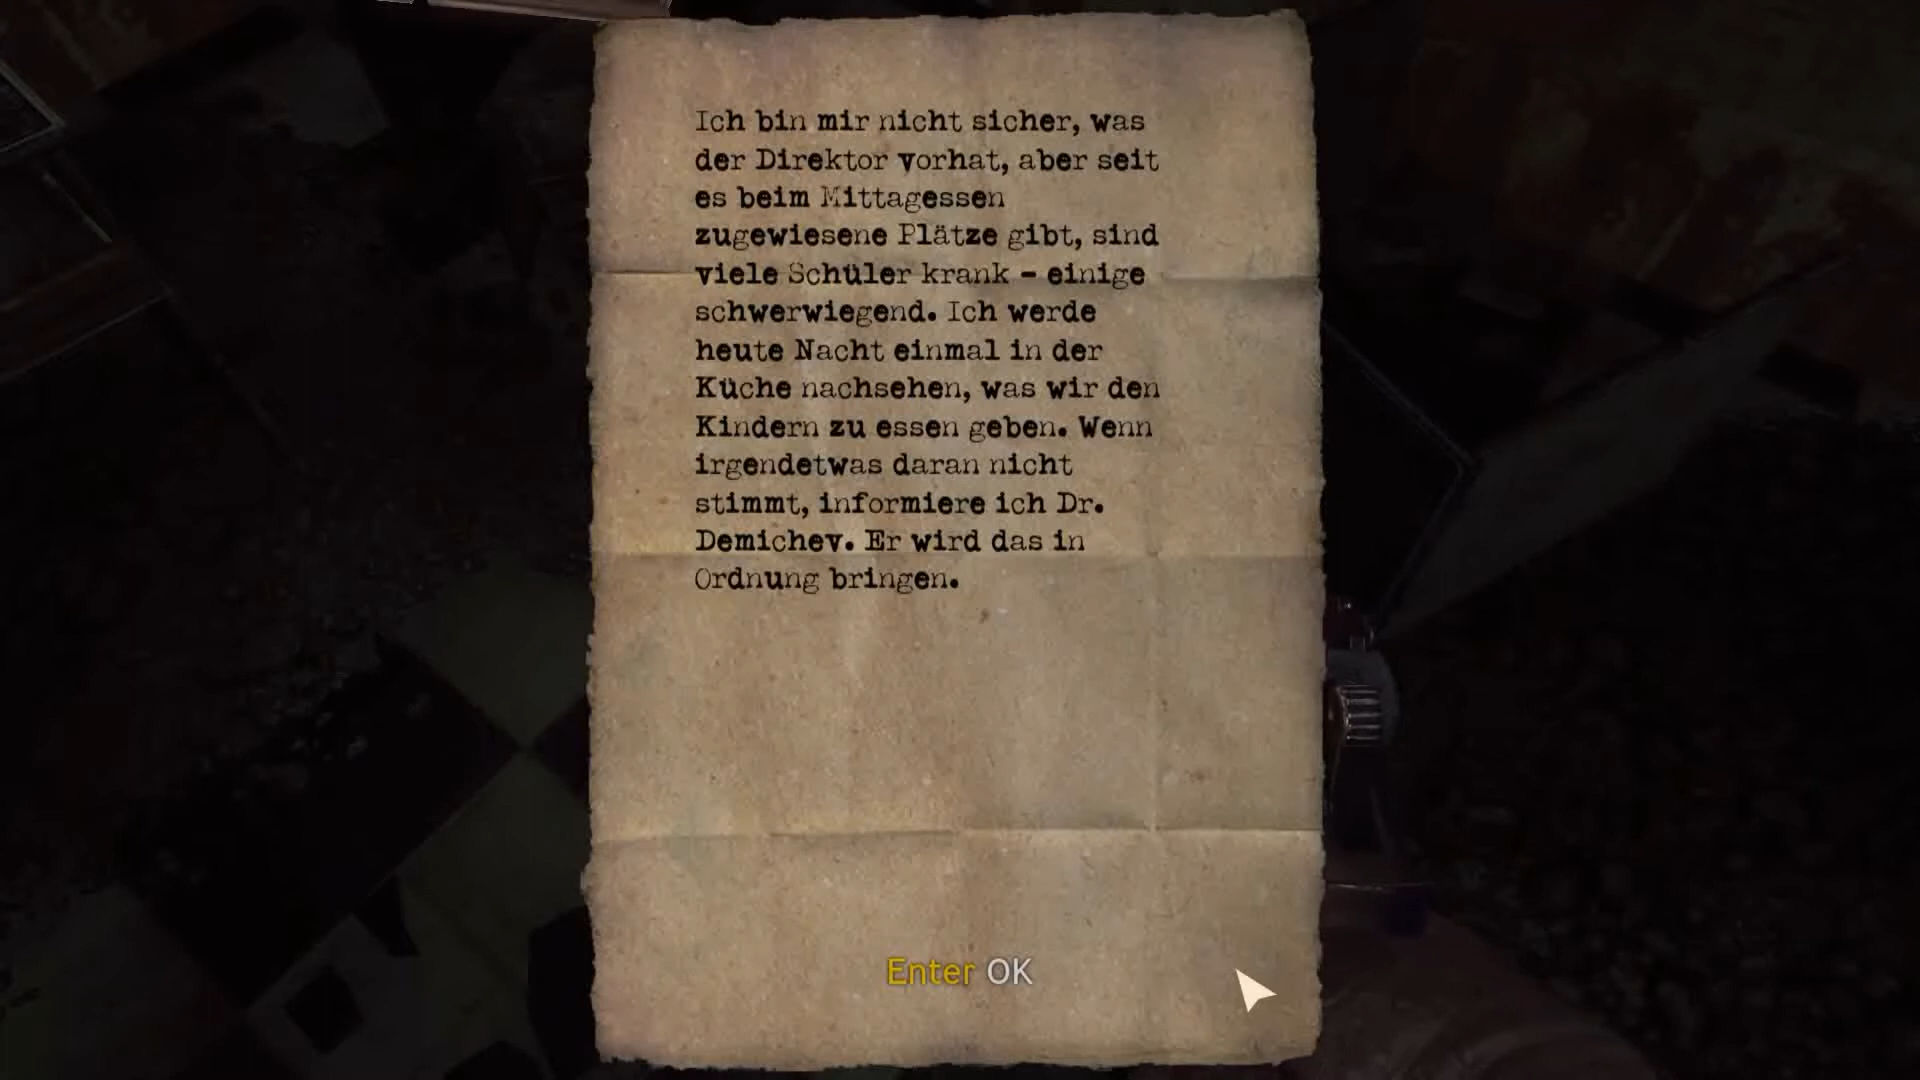 Ich bin mir nicht sicher, was
der Direktor vorhat, aber seit
es beim Mittagessen
zugewiesene Plätze gibt, sind
viele Schüler krank – einige
schwerwiegend. Ich werde
heute Nacht einmal in der
Küche nachsehen, was wir den
Kindern zu essen geben. Wenn
irgendetwas daran nicht
stimmt, informiere ich Dr.
Demichev. Er wird das in
Ordnung bringen.
Enter OK